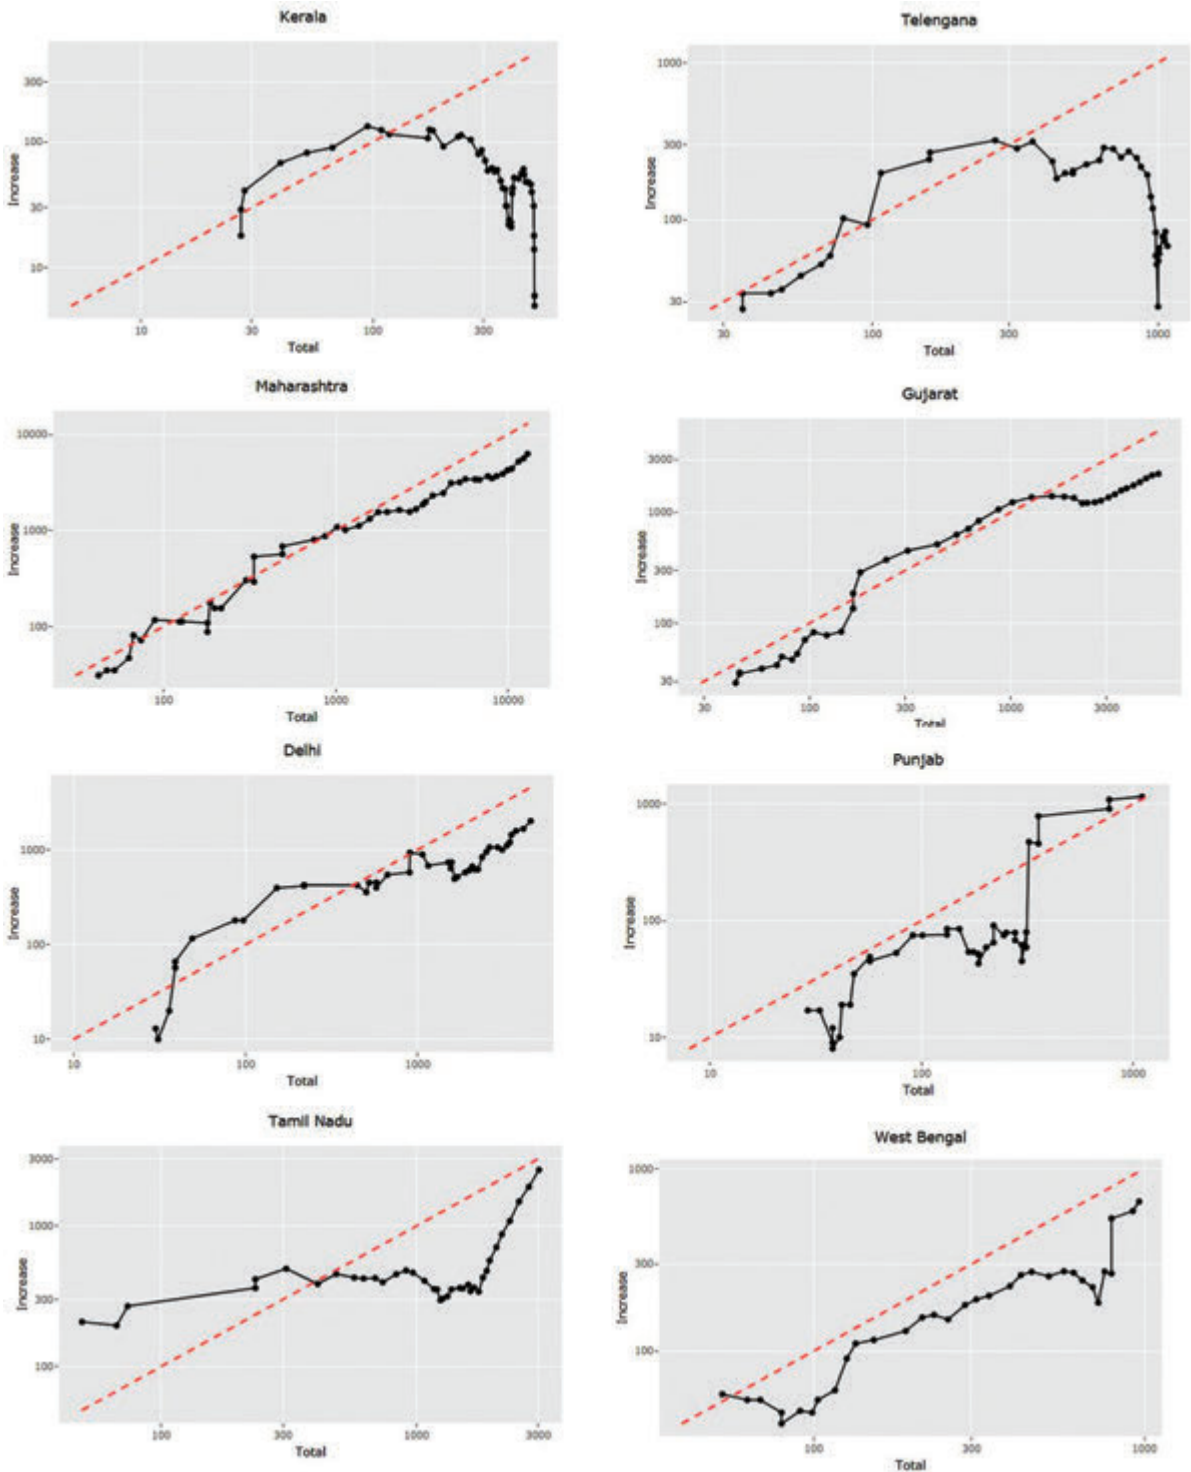 Kerala
300
100
30
10
Increase
10 30 100 300
Total
Telengana
1000
300
100
30
Increase
30 100 300 1000
Total
Maharashtra
10000
1000
100
Increase
100 1000 10000
Total
Gujarat
3000
1000
300
100
30
Increase
30 100 300 1000 3000
Total
Delhi
1000
100
10
Increase
10 100 1000
Total
Punjab
1000
100
10
Increase
10 100 1000
Total
Tamil Nadu
3000
1000
300
100
Increase
100 300 1000 3000
Total
West Bengal
1000
300
100
Increase
100 300 1000
Total